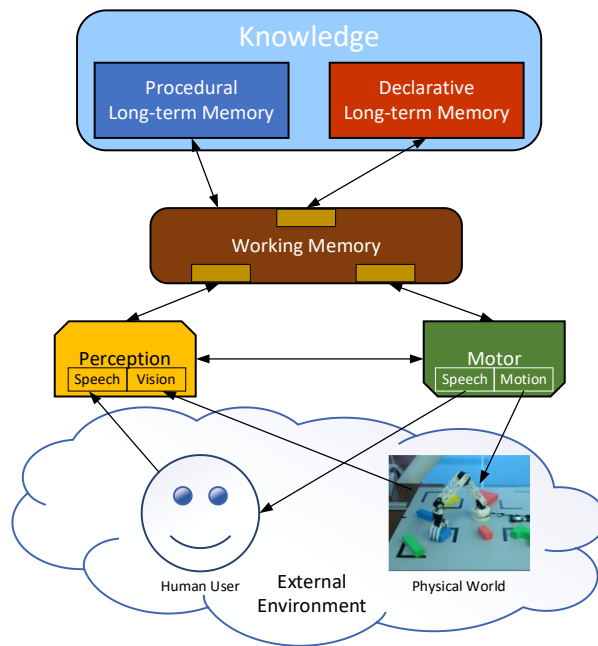 Knowledge
Procedural
Long-term Memory
Declarative
Long-term Memory
Working Memory
Perception
Speech
Vision
Motor
Speech
Motion
Human User
External
Environment
Physical World